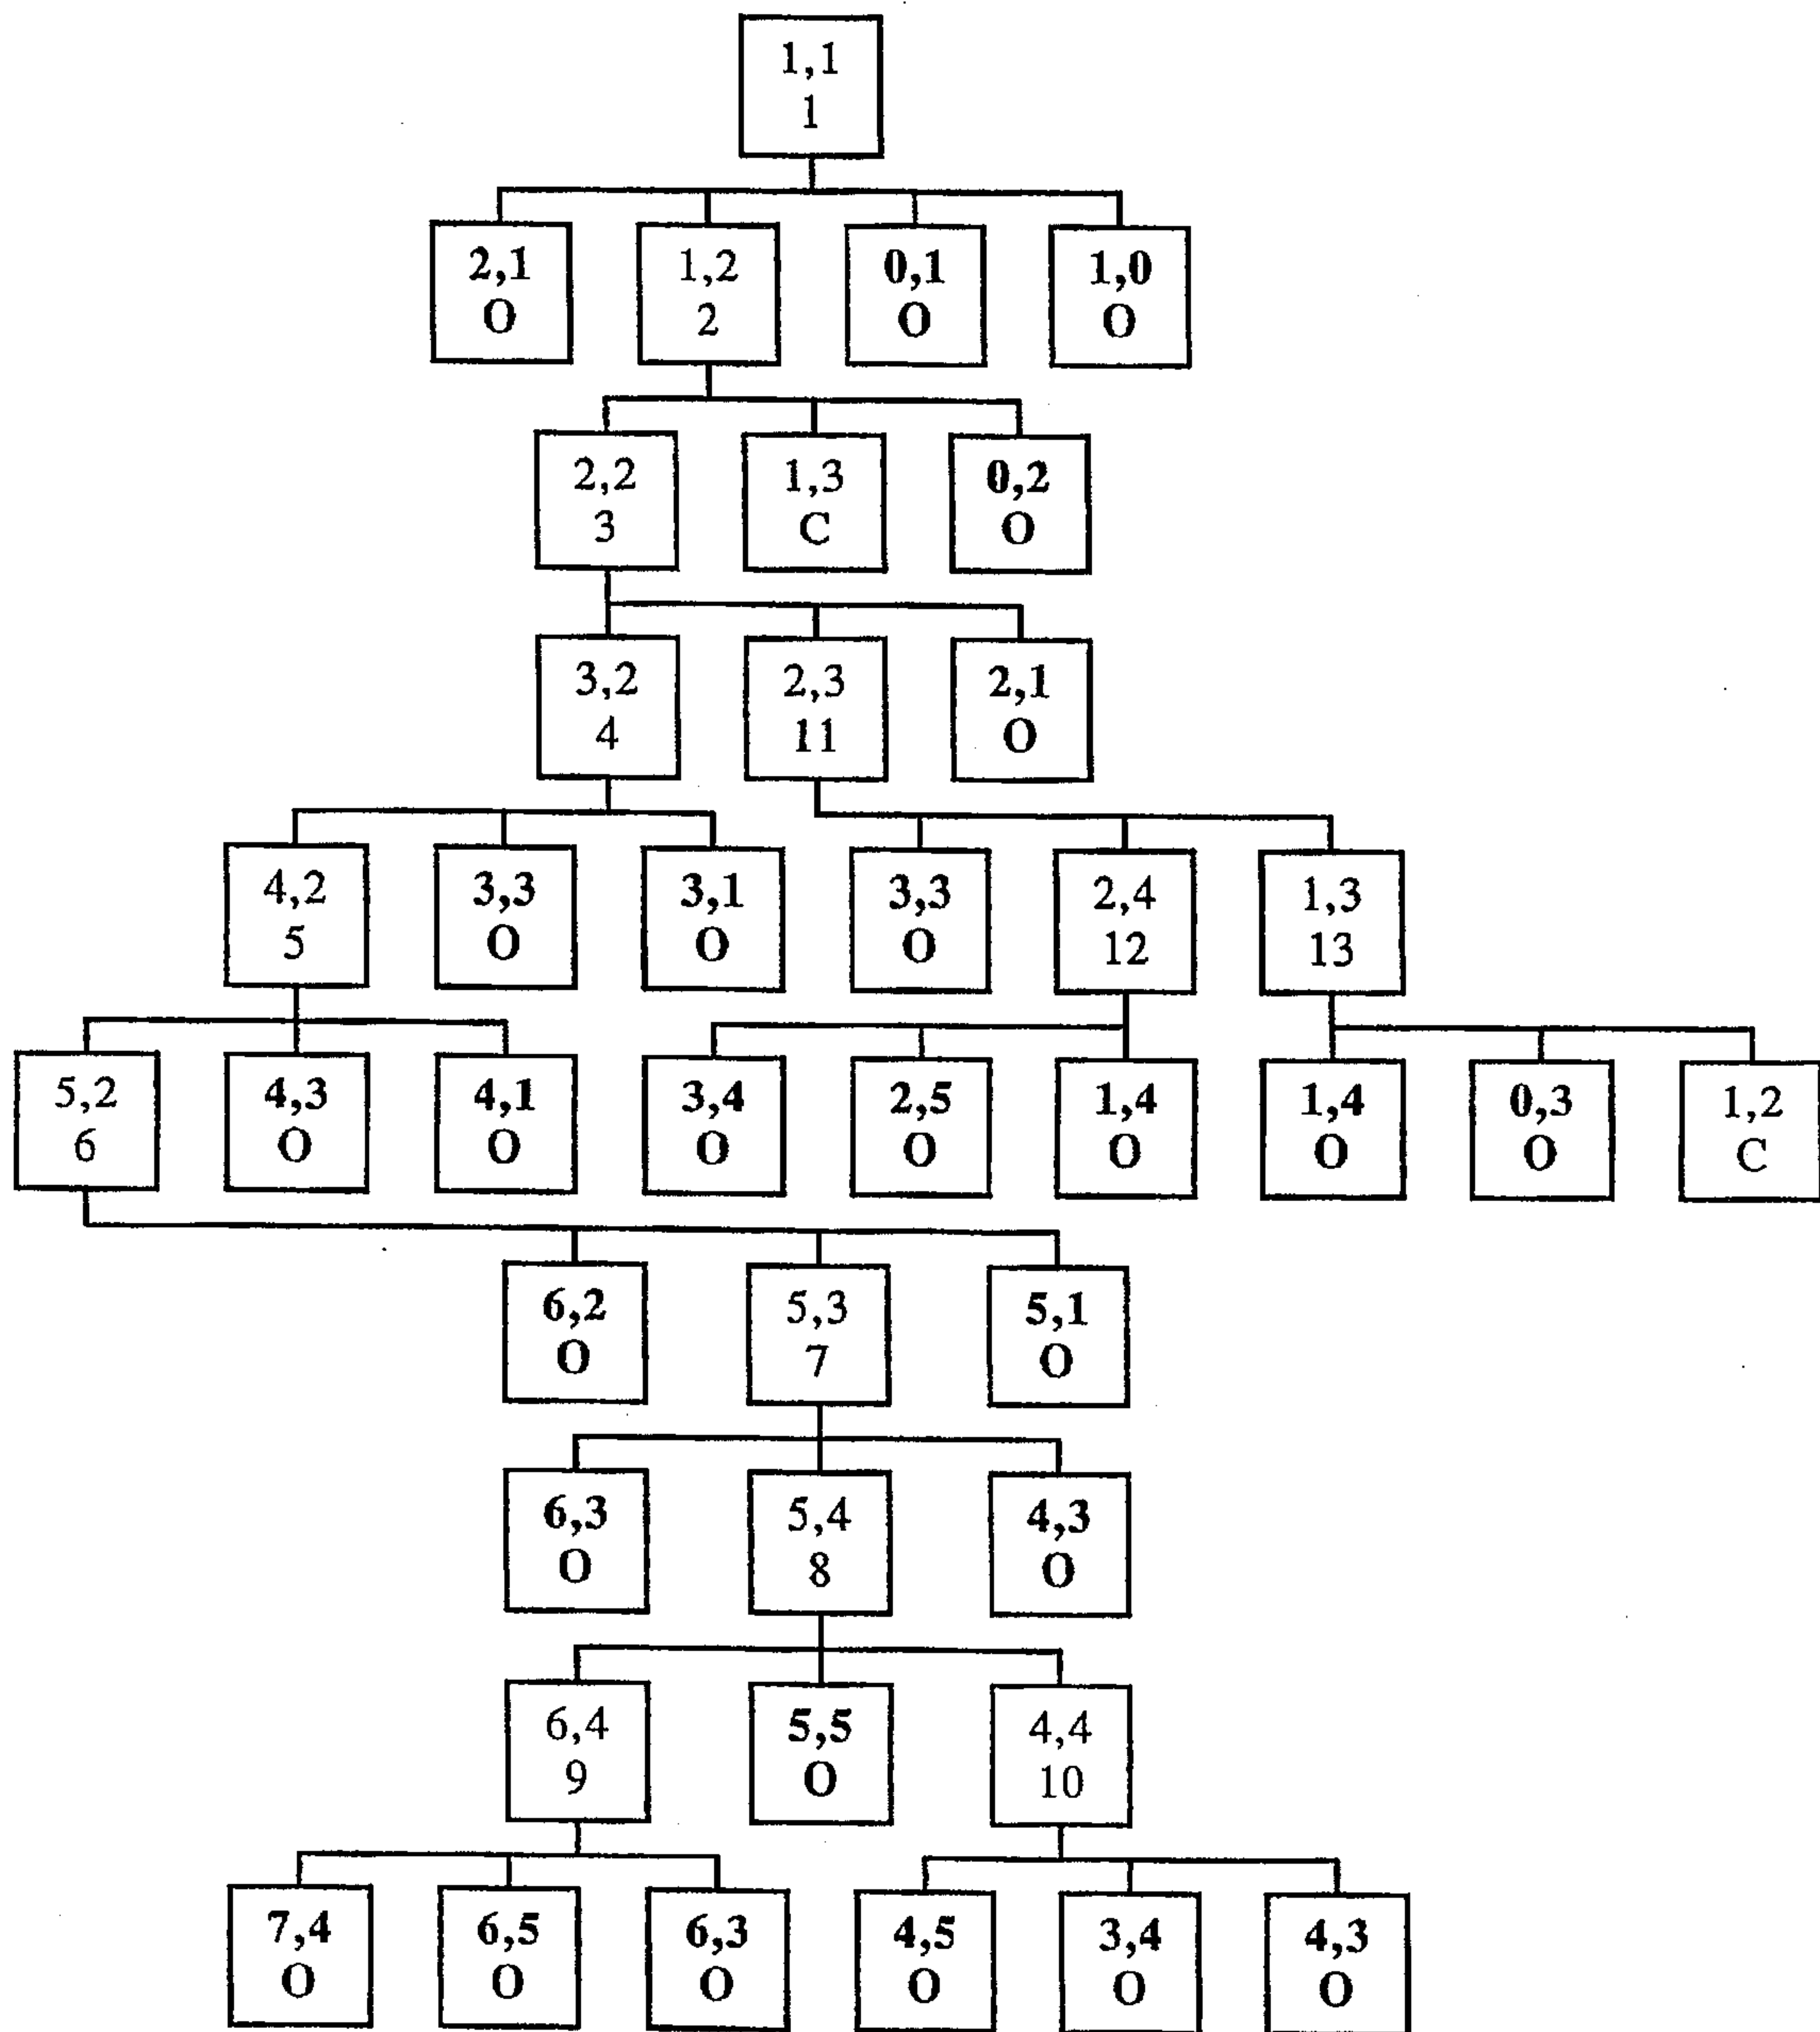 1,1
1
2,1
O
1,2
2
0,1
O
1,0
O
2,2
3
1,3
C
0,2
O
3,2
4
2,3
11
2,1
O
4,2
5
3,3
O
3,1
O
3,3
O
2,4
12
1,3
13
5,2
6
4,3
O
4,1
O
3,4
O
2,5
O
1,4
O
1,4
O
0,3
O
1,2
C
6,2
O
5,3
7
5,1
O
6,3
O
5,4
8
4,3
O
6,4
9
5,5
O
4,4
10
7,4
O
6,5
O
6,3
O
4,5
O
3,4
O
4,3
O